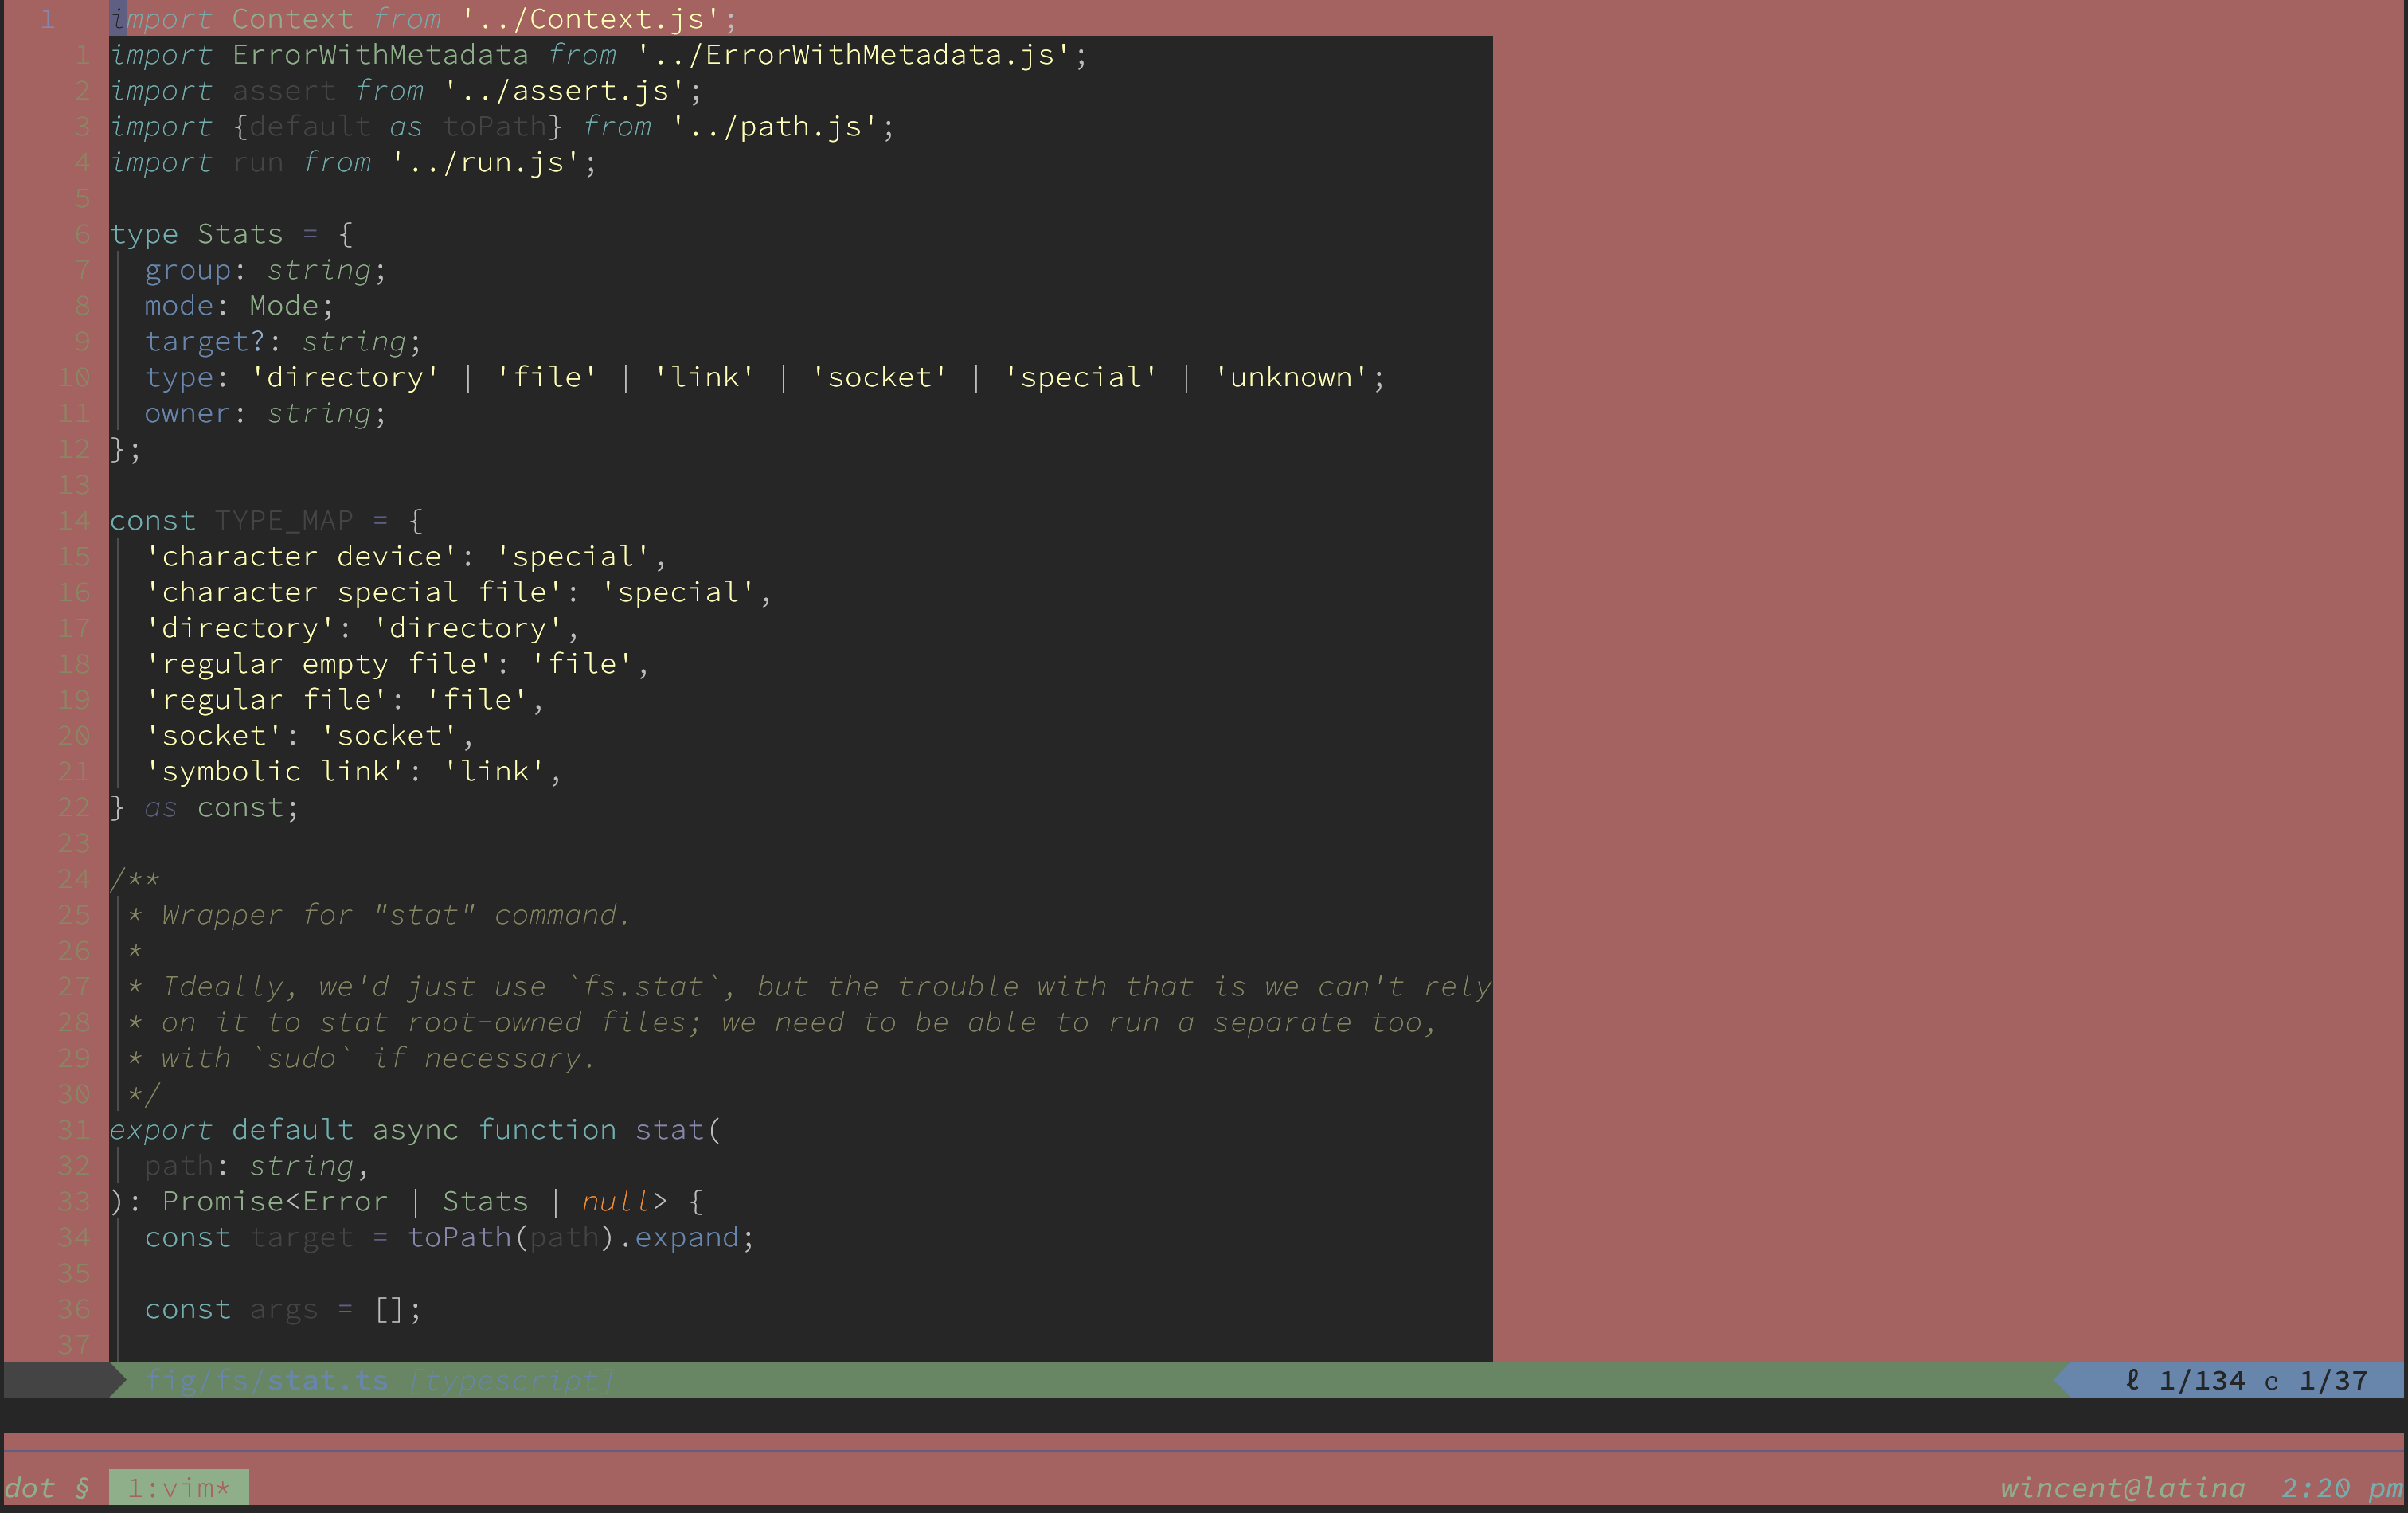 1 import Context from '../Context.js';
1 import ErrorWithMetadata from '../ErrorWithMetadata.js';
2 import assert from '../assert.js';
3 import {default as toPath} from '../path.js';
4 import run from '../run.js';
5
6 type Stats = {
7   group: string;
8   mode: Mode;
9   target?: string;
10   type: 'directory' | 'file' | 'link' | 'socket' | 'special' | 'unknown';
11   owner: string;
12 };
13
14 const TYPE_MAP = {
15   'character device': 'special',
16   'character special file': 'special',
17   'directory': 'directory',
18   'regular empty file': 'file',
19   'regular file': 'file',
20   'socket': 'socket',
21   'symbolic link': 'link',
22 } as const;
23
24 /**
25  * Wrapper for "stat" command.
26  *
27  * Ideally, we'd just use `fs.stat`, but the trouble with that is we can't rely
28  * on it to stat root-owned files; we need to be able to run a separate too,
29  * with `sudo` if necessary.
30  */
31 export default async function stat(
32   path: string,
33 ): Promise<Error | Stats | null> {
34   const target = toPath(path).expand;
35
36   const args = [];
37
fig/fs/stat.ts [typescript] ℓ 1/134 c 1/37
dot § 1:vim* wincent@latina 2:20 pm